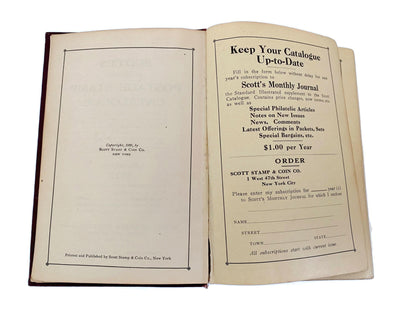 Copyright, 1930, by
SCOTT STAMP & COIN CO.
NEW YORK
Printed and Published by Scott Stamp & Coin Co., New York
Keep Your Catalogue
Up-to-Date
Fill in the form below without delay for one
year's subscription to
Scott's Monthly Journal
the Standard Illustrated supplement to the Scott
Catalogue. Contains price changes, new issues, etc.
as well as
Special Philatelic Articles
Notes on New Issues
News, Comments
Latest Offerings in Packets, Sets
Special Bargains, etc.
$1.00 per Year
ORDER
SCOTT STAMP & COIN CO.
1 West 47th Street
New York City
Please enter my subscription for year (s)
to SCOTT'S MONTHLY JOURNAL for which I enclose
NAME
STREET
TOWN STATE
All subscriptions start with current issue.